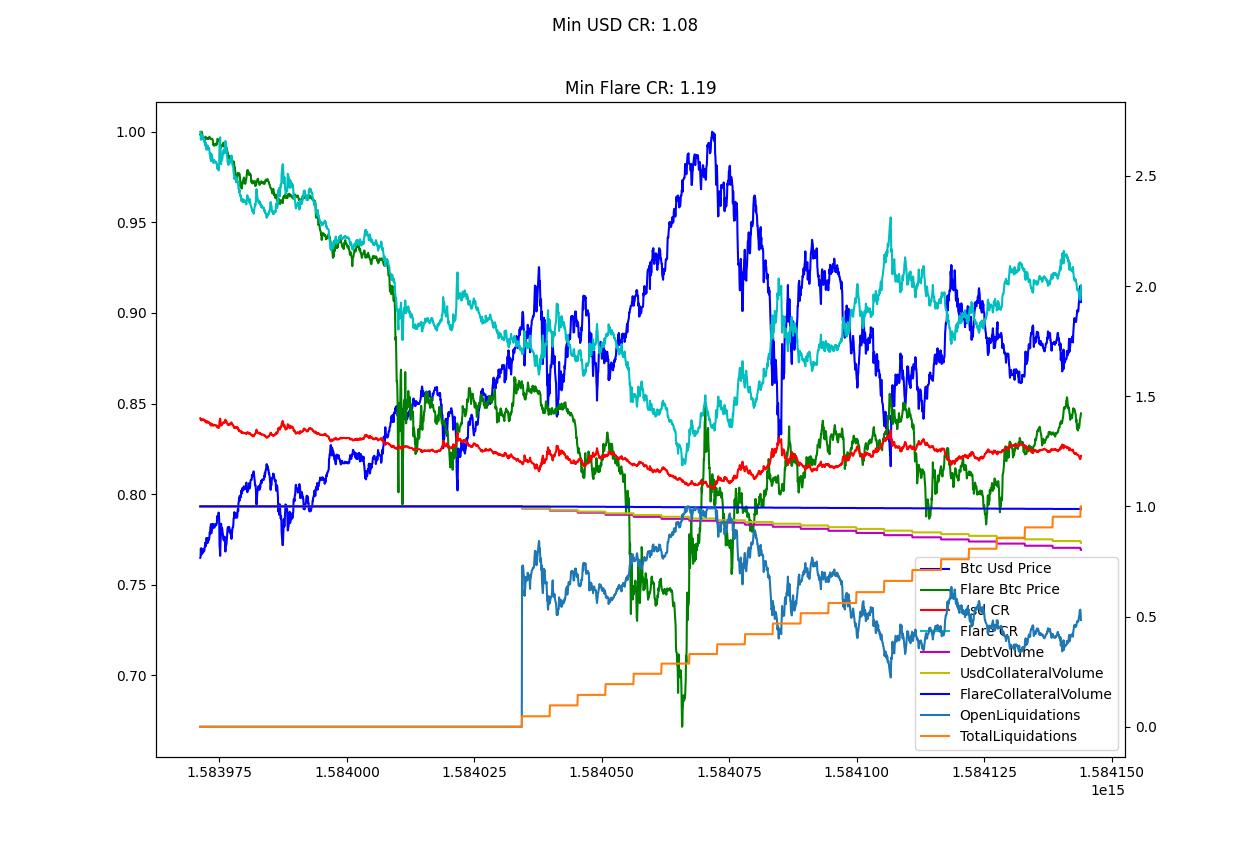 Min USD CR: 1.08
Min Flare CR: 1.19
1.00
0.95
0.90
0.85
0.80
0.75
0.70
2.5
2.0
1.5
1.0
0.5
0.0
Btc Usd Price
Flare Btc Price
Usd CR
Flare CR
DebtVolume
UsdCollateralVolume
FlareCollateralVolume
OpenLiquidations
TotalLiquidations
1.583975 1.584000 1.584025 1.584050 1.584075 1.584100 1.584125 1.584150
1e15